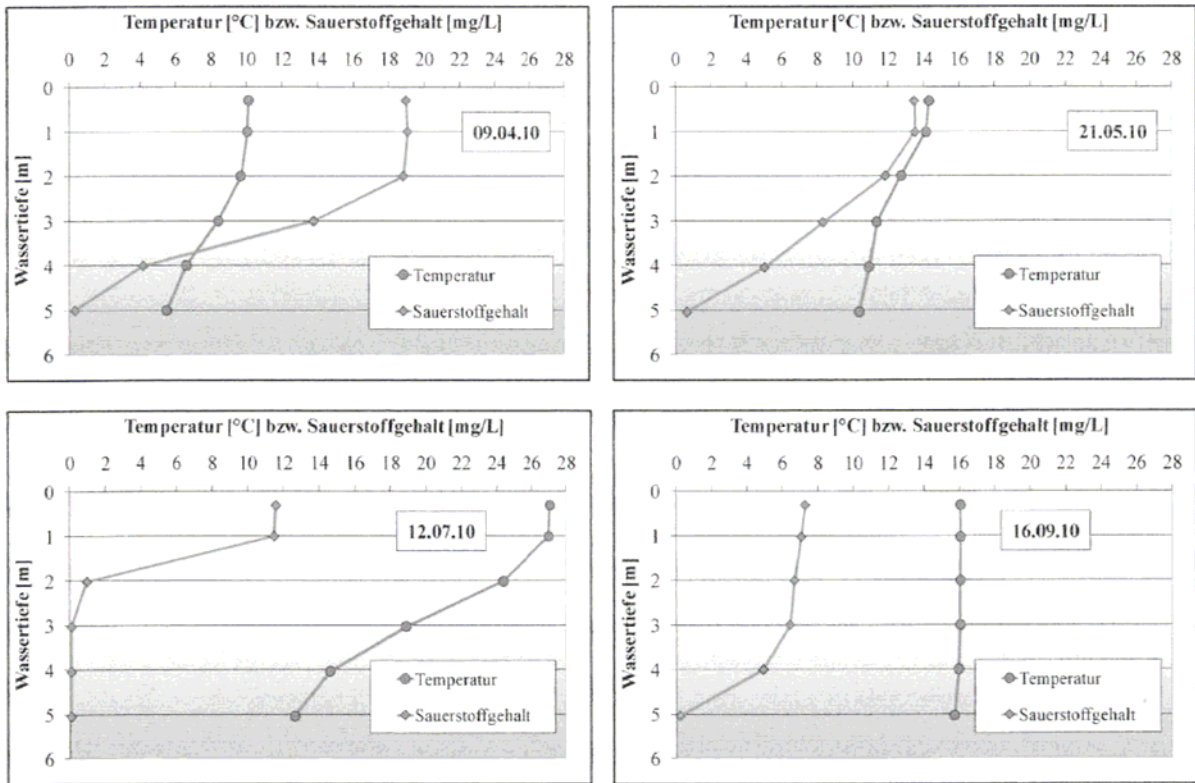 Temperatur [°C] bzw. Sauerstoffgehalt [mg/L]
0 2 4 6 8 10 12 14 16 18 20 22 24 26 28
0
1
2
3
4
5
6
Wassertiefe [m]
09.04.10
Temperatur
Sauerstoffgehalt
Temperatur [°C] bzw. Sauerstoffgehalt [mg/L]
0 2 4 6 8 10 12 14 16 18 20 22 24 26 28
0
1
2
3
4
5
6
Wassertiefe [m]
21.05.10
Temperatur
Sauerstoffgehalt
Temperatur [°C] bzw. Sauerstoffgehalt [mg/L]
0 2 4 6 8 10 12 14 16 18 20 22 24 26 28
0
1
2
3
4
5
6
Wassertiefe [m]
12.07.10
Temperatur
Sauerstoffgehalt
Temperatur [°C] bzw. Sauerstoffgehalt [mg/L]
0 2 4 6 8 10 12 14 16 18 20 22 24 26 28
0
1
2
3
4
5
6
Wassertiefe [m]
16.09.10
Temperatur
Sauerstoffgehalt